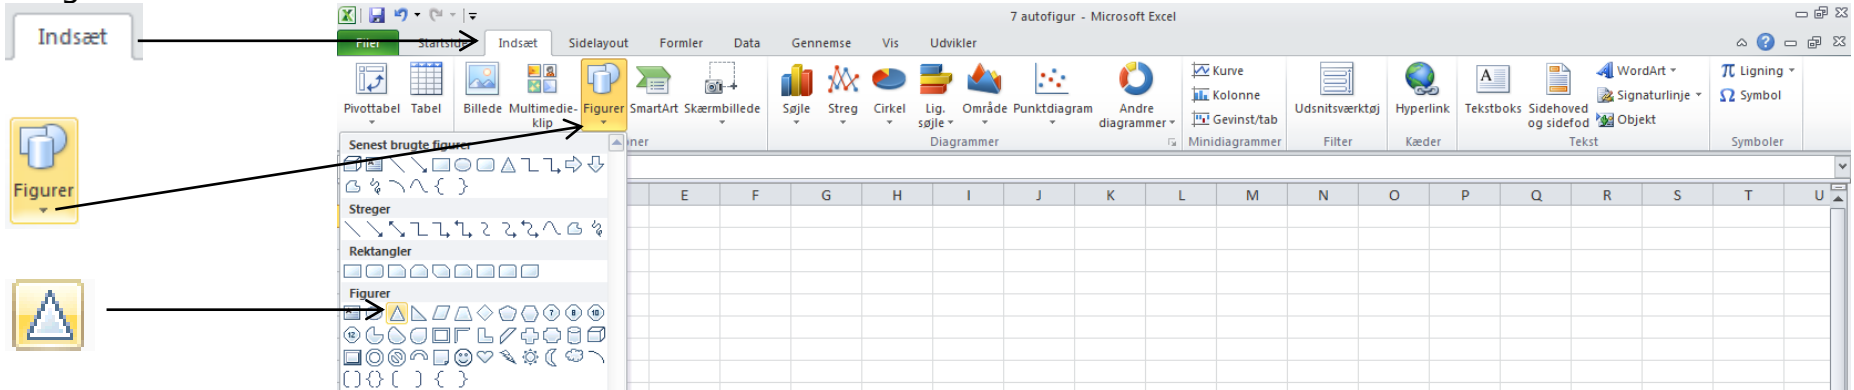 Indsæt
Figurer
7 autofigur - Microsoft Excel
Filer Startside Indsæt Sidelayout Formler Data Gennemse Vis Udvikler
Pivottabel Tabel Billede Multimedie-klip Figurer SmartArt Skærmbillede
Søjle Streg Cirkel Lig. søjle Område Punktdiagram Andre diagrammer
Kurve
Kolonne
Gevinst/tab
Udsnitsværktøj Hyperlink Tekstboks Sidehoved og sidefod
WordArt
Signaturlinje
Objekt
π Ligning
Ω Symbol
Diagrammer Minidiagrammer Filter Kæder Tekst Symboler
Senest brugte figurer
Streger
Rektangler
Figurer
E F G H I J K L M N O P Q R S T U